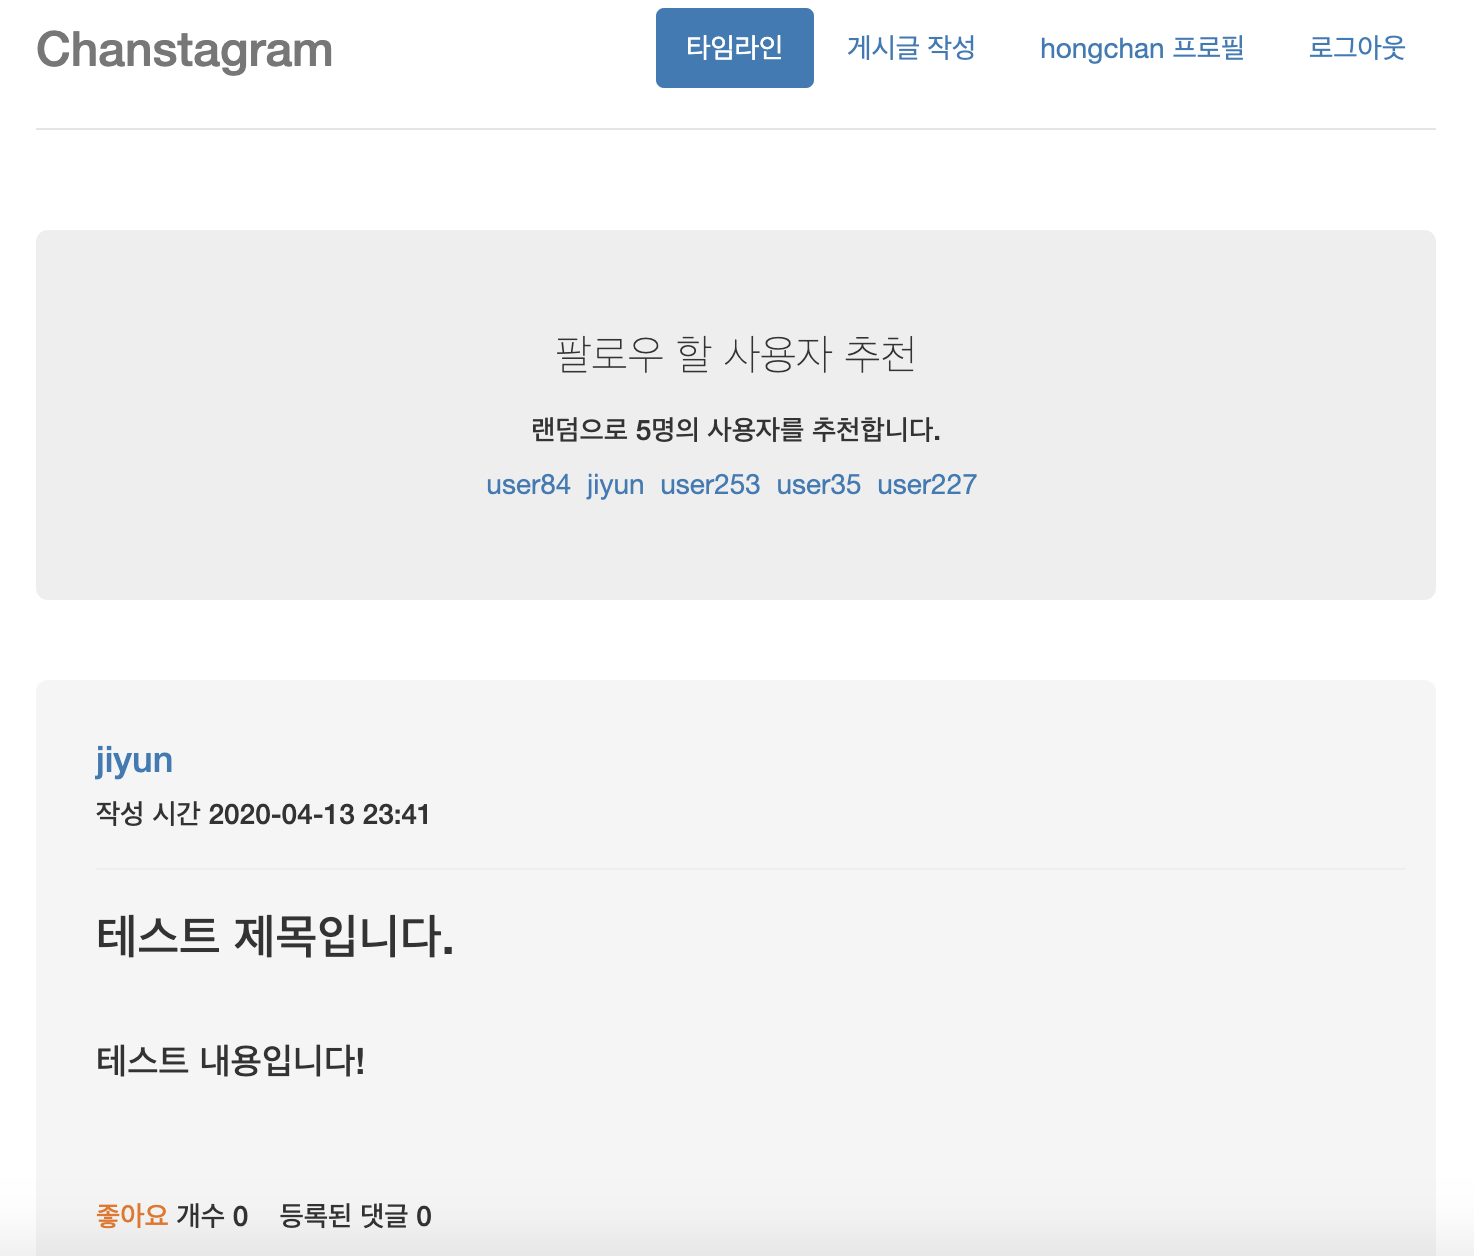 Chanstagram 타임라인 게시글 작성 hongchan 프로필 로그아웃
팔로우 할 사용자 추천
랜덤으로 5명의 사용자를 추천합니다.
user84 jiyun user253 user35 user227
jiyun
작성 시간 2020-04-13 23:41
테스트 제목입니다.
테스트 내용입니다!
좋아요 개수 0 등록된 댓글 0